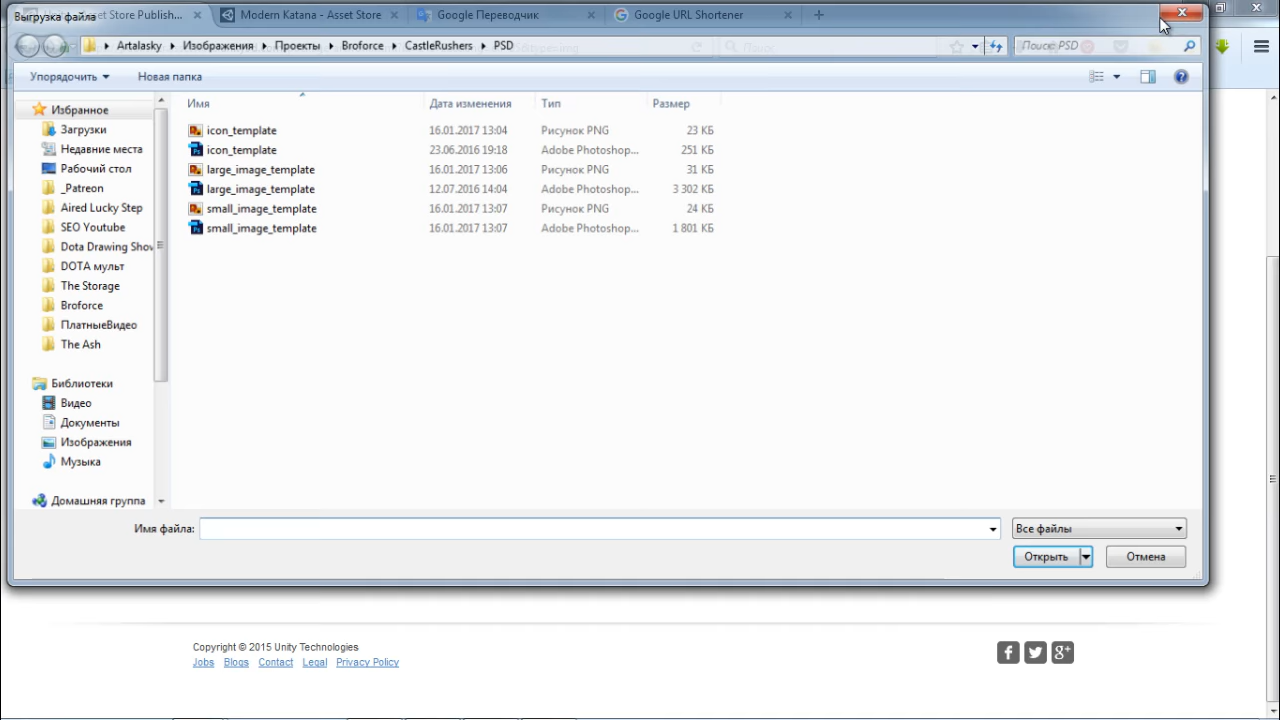 Выгрузка файла
Asset Store Publish...
Modern Katana - Asset Store
Google Переводчик
Google URL Shortener
Artalasky
Изображения
Проекты
Broforce
CastleRushers
PSD
Поиск
Поиск: PSD
Упорядочить
Новая папка
Избранное
Загрузки
Недавние места
Рабочий стол
_Patreon
Aired Lucky Step
SEO Youtube
Dota Drawing Shov
DOTA мульт
The Storage
Broforce
ПлатныеВидео
The Ash
Библиотеки
Видео
Документы
Изображения
Музыка
Домашняя группа
Имя Дата изменения Тип Размер
icon_template 16.01.2017 13:04 Рисунок PNG 23 КБ
icon_template 23.06.2016 19:18 Adobe Photoshop... 251 КБ
large_image_template 16.01.2017 13:06 Рисунок PNG 31 КБ
large_image_template 12.07.2016 14:04 Adobe Photoshop... 3 302 КБ
small_image_template 16.01.2017 13:07 Рисунок PNG 24 КБ
small_image_template 16.01.2017 13:07 Adobe Photoshop... 1 801 КБ
Имя файла:
Все файлы
Открыть
Отмена
Copyright © 2015 Unity Technologies
Jobs Blogs Contact Legal Privacy Policy